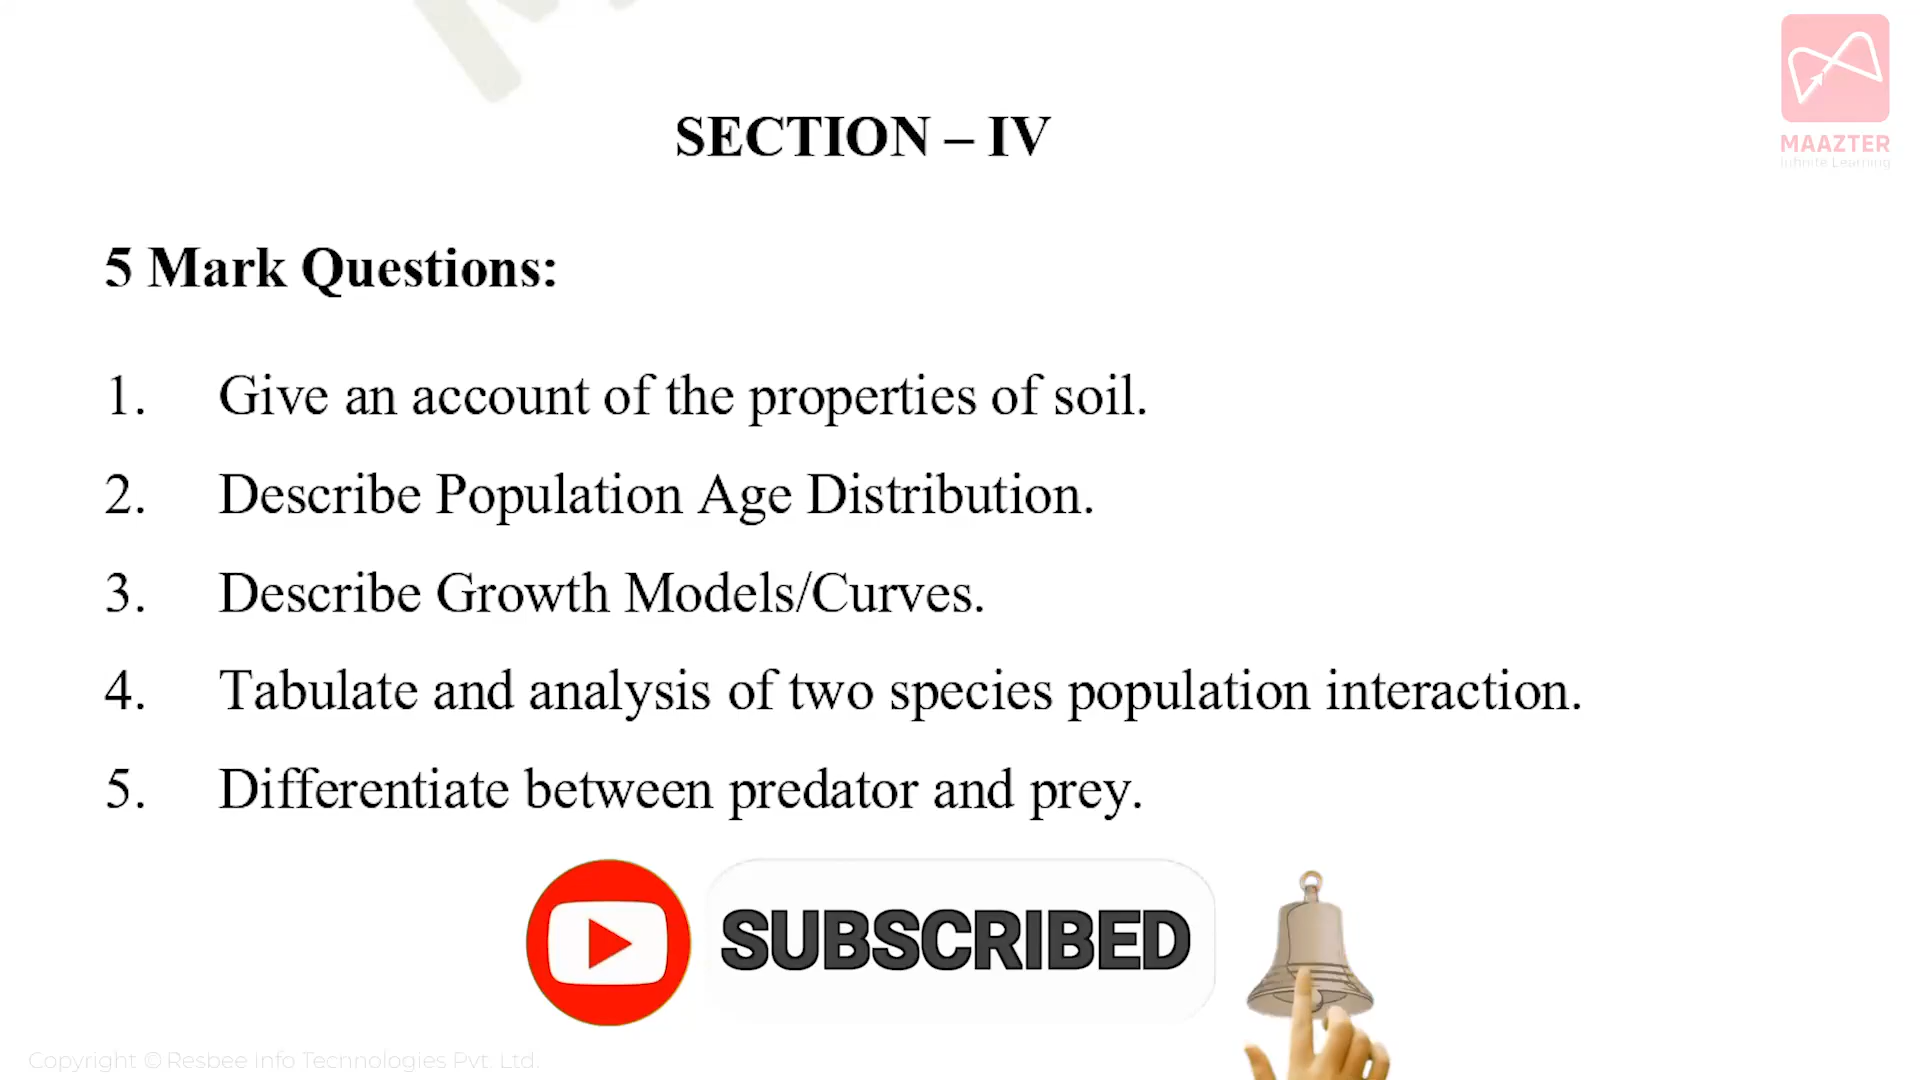 MAAZTER
Infinite Learning
SECTION – IV
5 Mark Questions:
1. Give an account of the properties of soil.
2. Describe Population Age Distribution.
3. Describe Growth Models/Curves.
4. Tabulate and analysis of two species population interaction.
5. Differentiate between predator and prey.
SUBSCRIBED
Copyright © Resbee Info Technologies Pvt. Ltd.